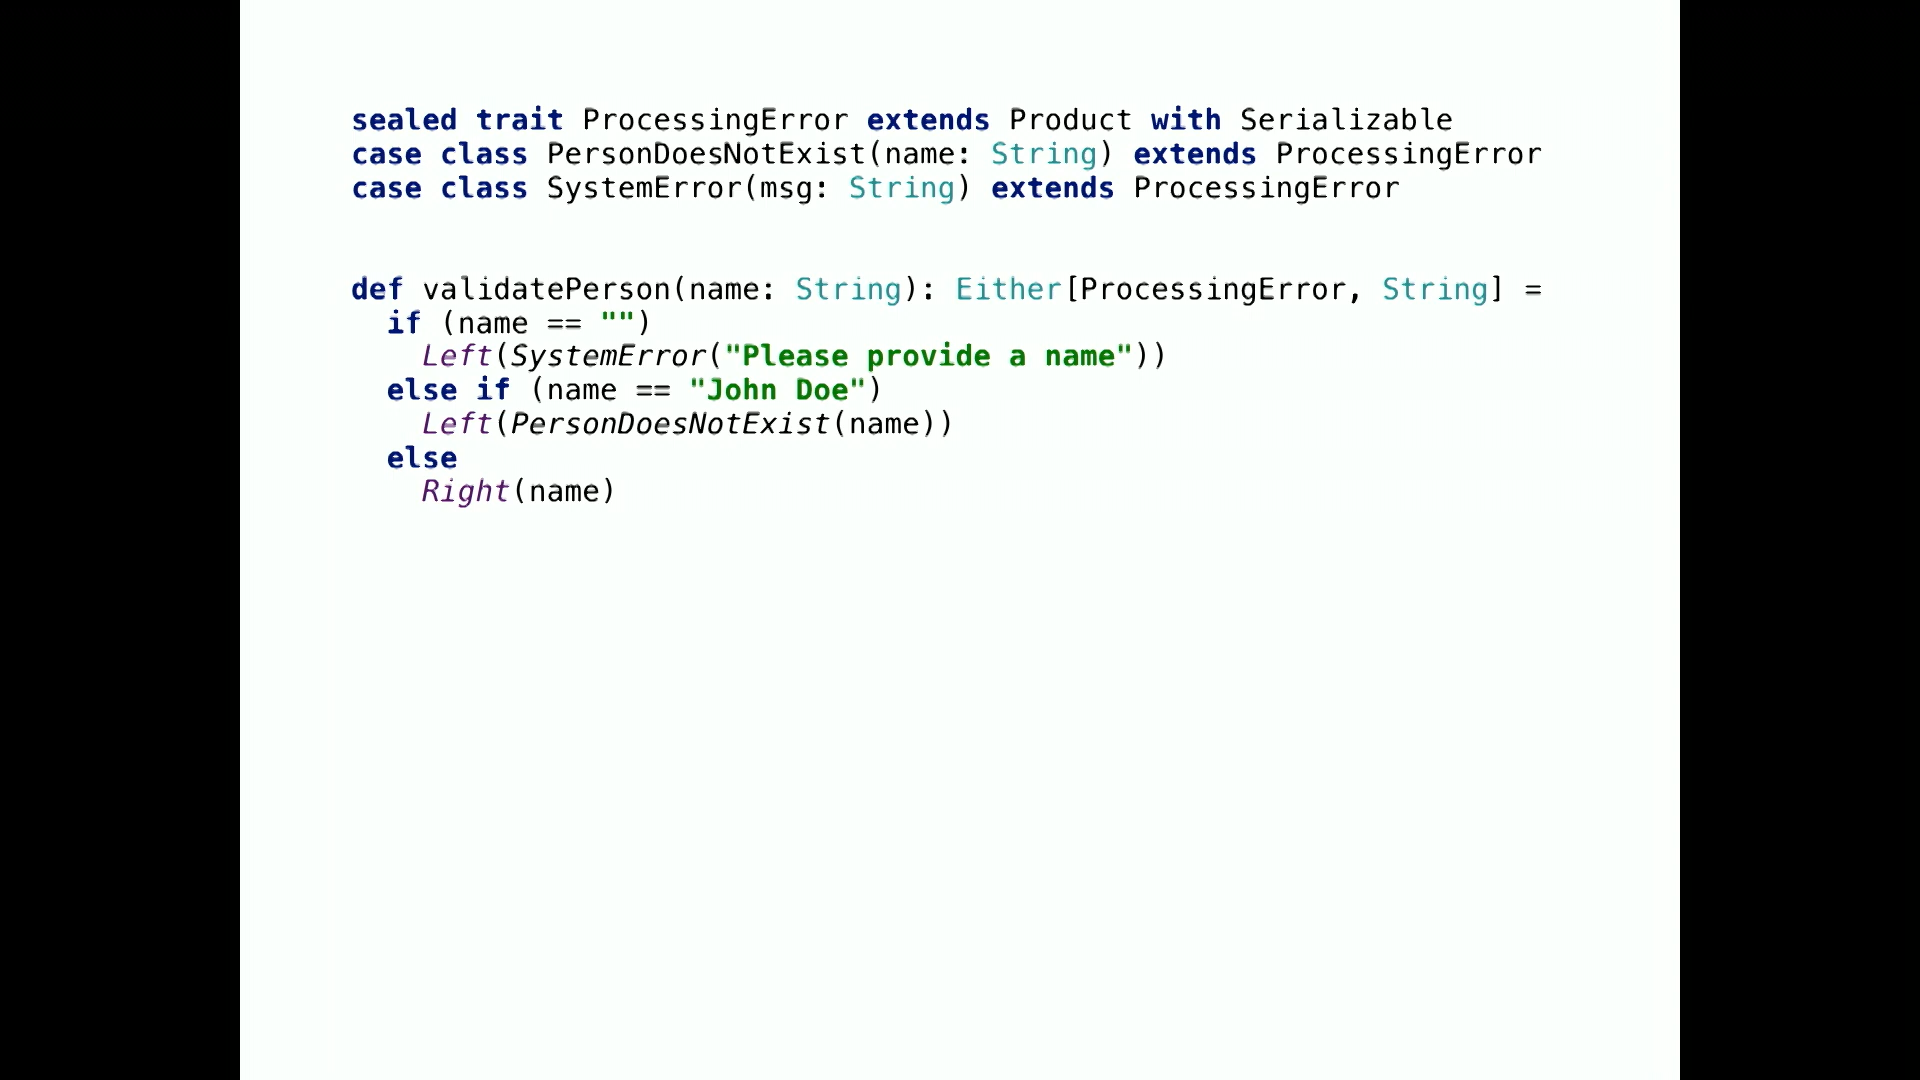 sealed trait ProcessingError extends Product with Serializable
case class PersonDoesNotExist(name: String) extends ProcessingError
case class SystemError(msg: String) extends ProcessingError
def validatePerson(name: String): Either[ProcessingError, String] =
  if (name == "")
    Left(SystemError("Please provide a name"))
  else if (name == "John Doe")
    Left(PersonDoesNotExist(name))
  else
    Right(name)